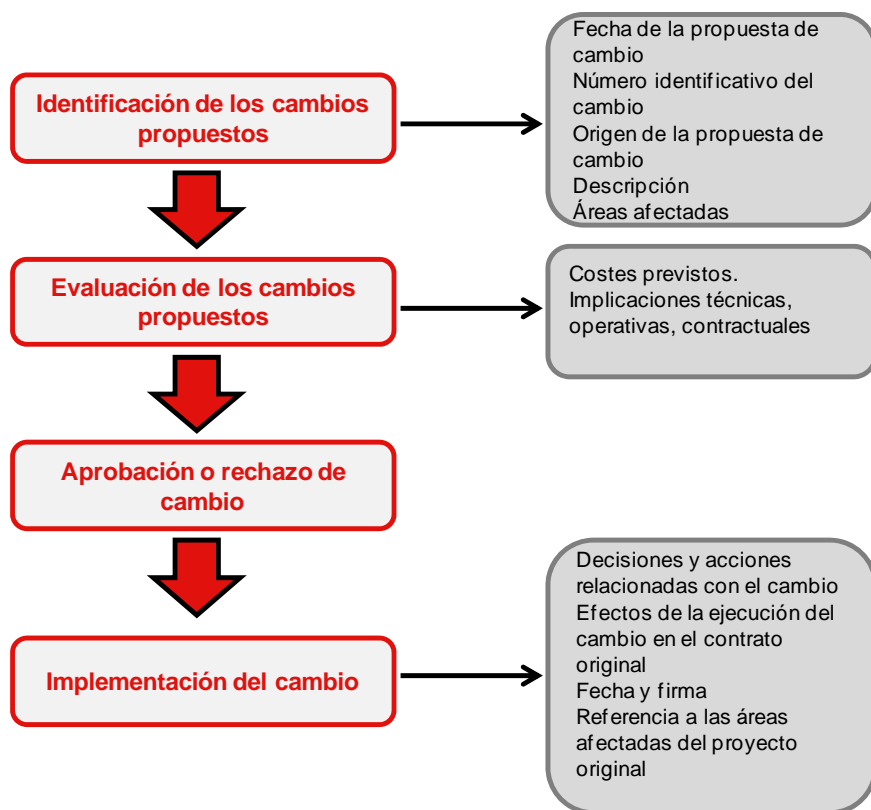 Identificación de los cambios
propuestos
Fecha de la propuesta de
cambio
Número identificativo del
cambio
Origen de la propuesta de
cambio
Descripción
Áreas afectadas
Evaluación de los cambios
propuestos
Costes previstos.
Implicaciones técnicas,
operativas, contractuales
Aprobación o rechazo de
cambio
Implementación del cambio
Decisiones y acciones
relacionadas con el cambio
Efectos de la ejecución del
cambio en el contrato
original
Fecha y firma
Referencia a las áreas
afectadas del proyecto
original